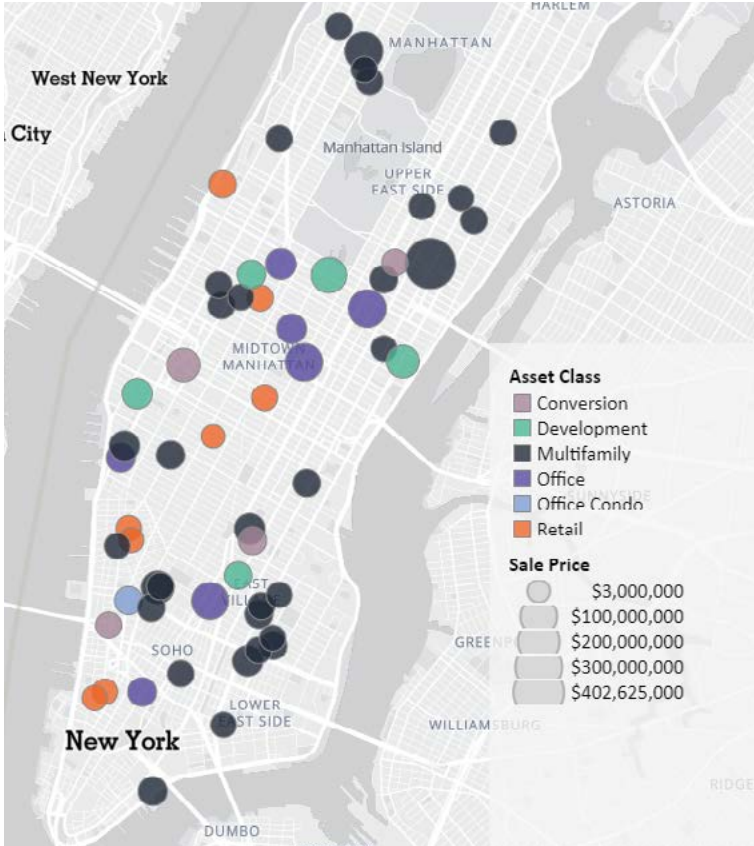 HARLEM
MANHATTAN
West New York
City
Manhattan Island
UPPER
EAST SIDE
ASTORIA
MIDTOWN
MANHATTAN
Asset Class
Conversion
Development
Multifamily
Office
SUNNYSIDE
Office Condo
Retail
Sale Price
$3,000,000
$100,000,000
$200,000,000
$300,000,000
$402,625,000
EAST
VILLAGE
SOHO
GREENPO
LOWER
EAST SIDE
WILLIAMSBURG
New York
RIDGE
DUMBO